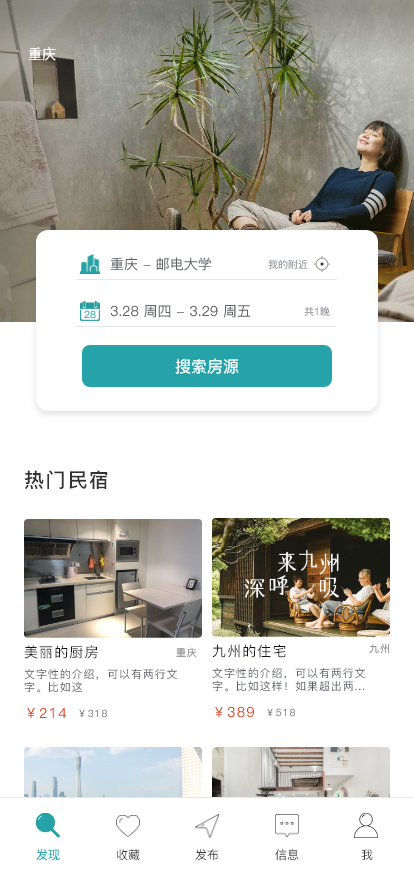 重庆
重庆 – 邮电大学
我的附近
28
3.28 周四 – 3.29 周五
共1晚
搜索房源
热门民宿
来九州
深呼吸
美丽的厨房
重庆
文字性的介绍，可以有两行文
字。比如这
￥214 ￥318
九州的住宅
九州
文字性的介绍，可以有两行文
字。比如这样！如果超出两...
￥389 ￥518
发现
收藏
发布
信息
我